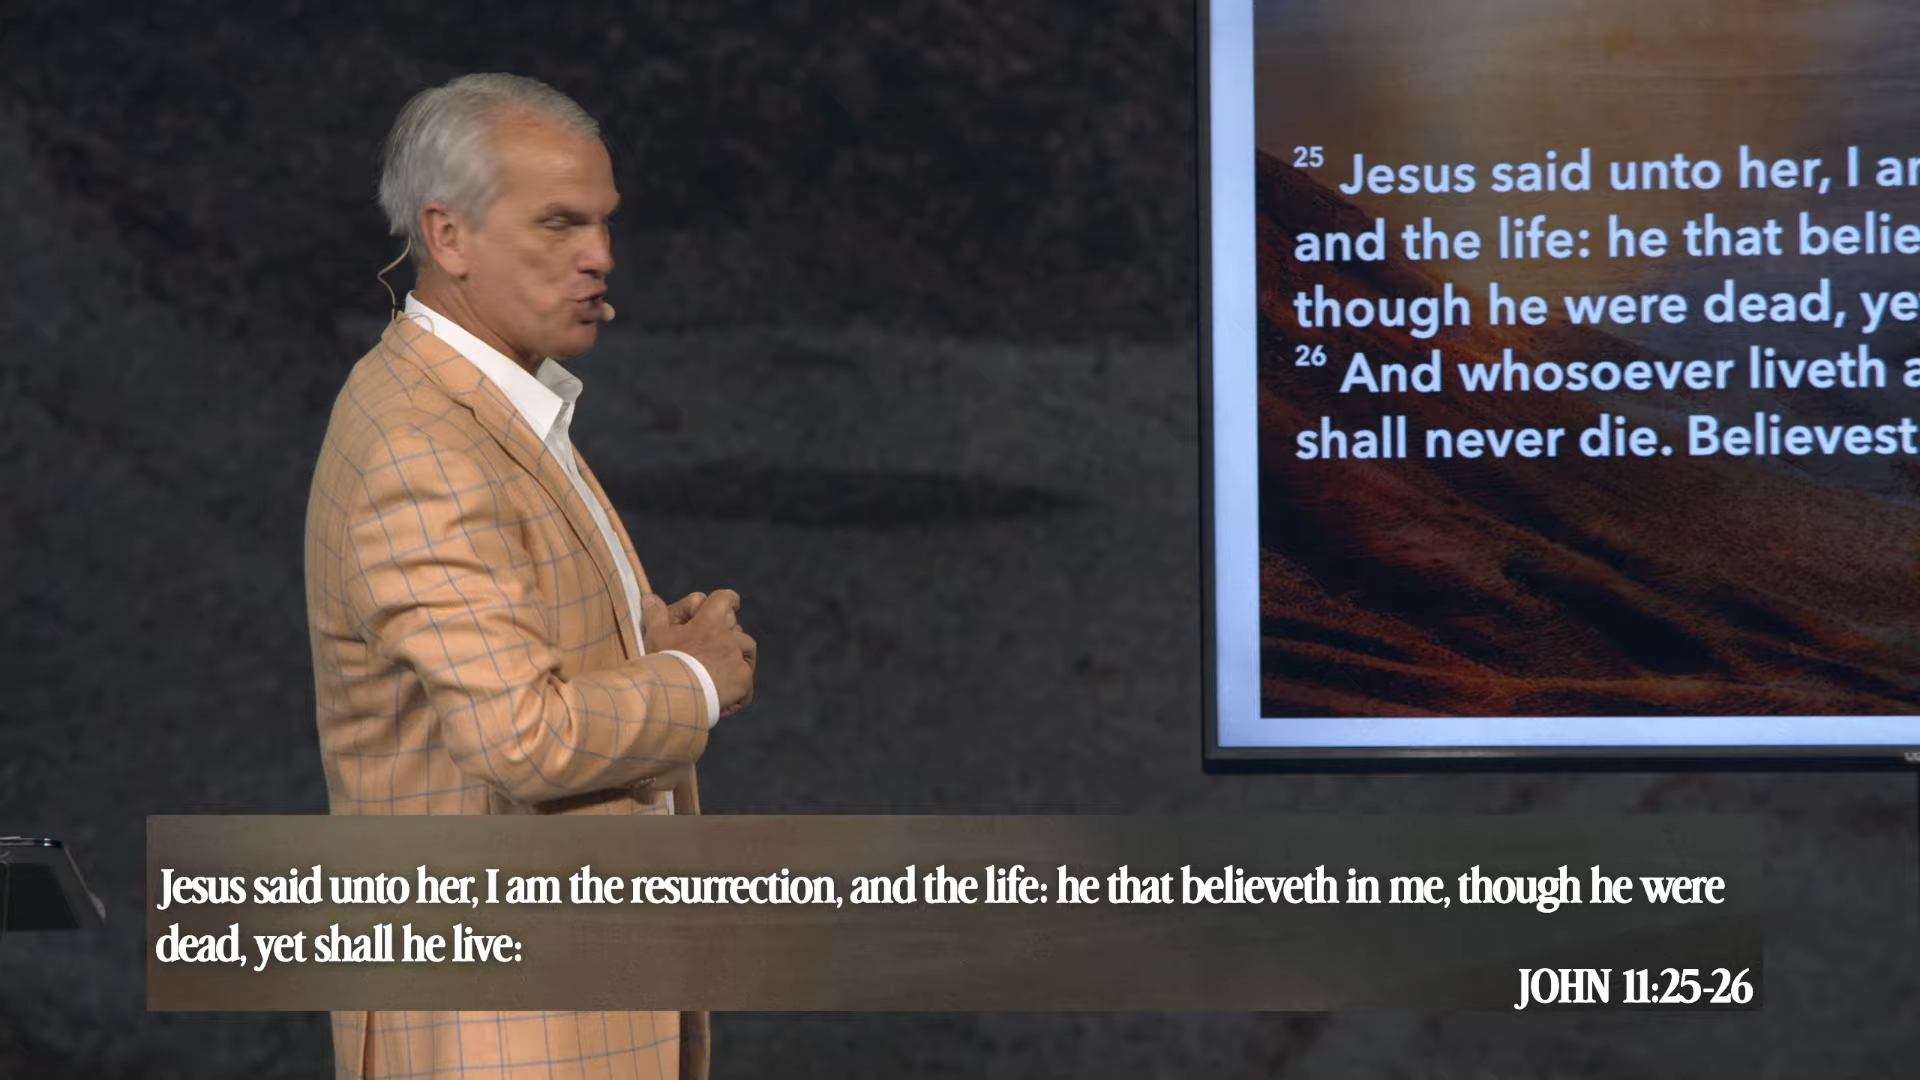 25 Jesus said unto her, I
and the life: he that
though he were dead,
26 And whosoever liveth
shall never die. Believest
Jesus said unto her, I am the resurrection, and the life: he that believeth in me, though he were
dead, yet shall he live:
JOHN 11:25-26